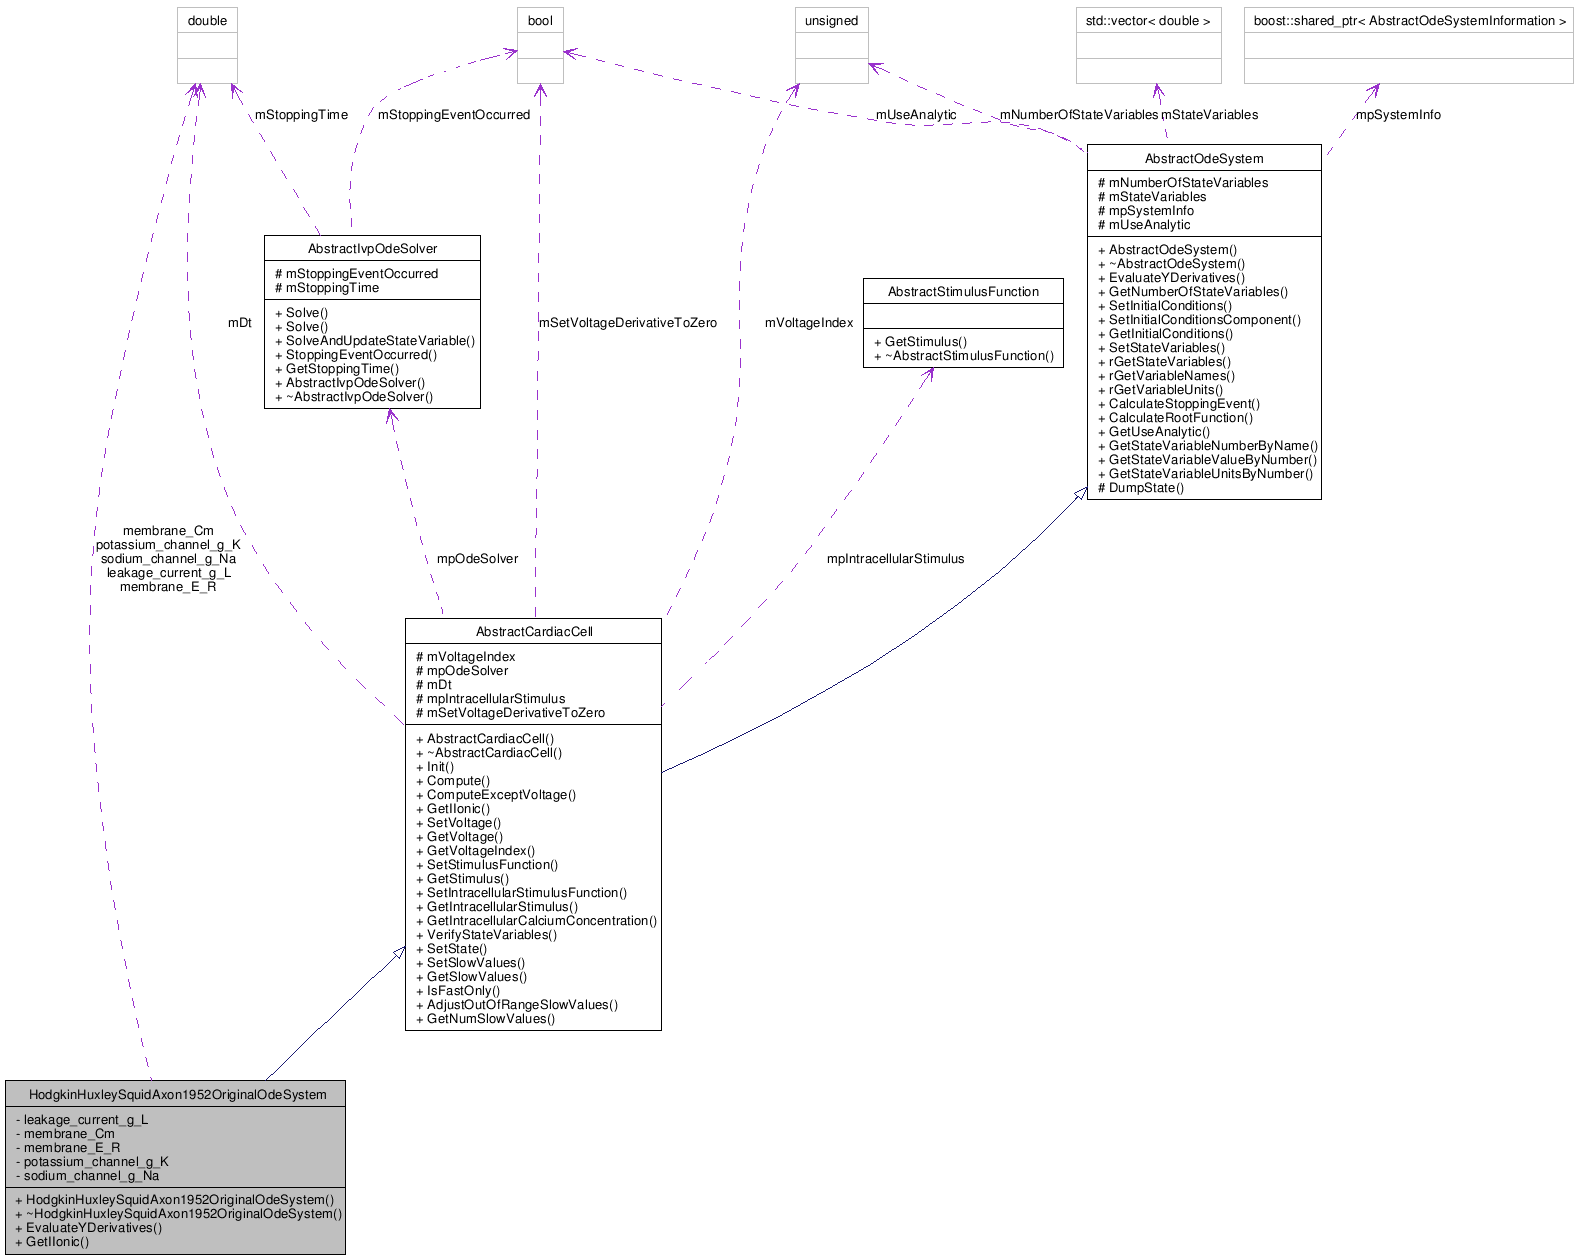 double
bool
unsigned
std::vector< double >
boost::shared_ptr< AbstractOdeSystemInformation >
mStoppingTime
mStoppingEventOccurred
mUseAnalytic
mNumberOfStateVariables
mStateVariables
mpSystemInfo
AbstractOdeSystem
# mNumberOfStateVariables
# mStateVariables
# mpSystemInfo
# mUseAnalytic
+ AbstractOdeSystem()
+ ~AbstractOdeSystem()
+ EvaluateYDerivatives()
+ GetNumberOfStateVariables()
+ SetInitialConditions()
+ SetInitialConditionsComponent()
+ GetInitialConditions()
+ SetStateVariables()
+ rGetStateVariables()
+ rGetVariableNames()
+ rGetVariableUnits()
+ CalculateStoppingEvent()
+ CalculateRootFunction()
+ GetUseAnalytic()
+ GetStateVariableNumberByName()
+ GetStateVariableValueByNumber()
+ GetStateVariableUnitsByNumber()
# DumpState()
AbstractIvpOdeSolver
# mStoppingEventOccurred
# mStoppingTime
+ Solve()
+ Solve()
+ SolveAndUpdateStateVariable()
+ StoppingEventOccurred()
+ GetStoppingTime()
+ AbstractIvpOdeSolver()
+ ~AbstractIvpOdeSolver()
AbstractStimulusFunction
+ GetStimulus()
+ ~AbstractStimulusFunction()
mDt
mSetVoltageDerivativeToZero
mVoltageIndex
membrane_Cm
potassium_channel_g_K
sodium_channel_g_Na
leakage_current_g_L
membrane_E_R
mpOdeSolver
mpIntracellularStimulus
AbstractCardiacCell
# mVoltageIndex
# mpOdeSolver
# mDt
# mpIntracellularStimulus
# mSetVoltageDerivativeToZero
+ AbstractCardiacCell()
+ ~AbstractCardiacCell()
+ Init()
+ Compute()
+ ComputeExceptVoltage()
+ GetIIonic()
+ SetVoltage()
+ GetVoltage()
+ GetVoltageIndex()
+ SetStimulusFunction()
+ GetStimulus()
+ SetIntracellularStimulusFunction()
+ GetIntracellularStimulus()
+ GetIntracellularCalciumConcentration()
+ VerifyStateVariables()
+ SetState()
+ SetSlowValues()
+ GetSlowValues()
+ IsFastOnly()
+ AdjustOutOfRangeSlowValues()
+ GetNumSlowValues()
HodgkinHuxleySquidAxon1952OriginalOdeSystem
- leakage_current_g_L
- membrane_Cm
- membrane_E_R
- potassium_channel_g_K
- sodium_channel_g_Na
+ HodgkinHuxleySquidAxon1952OriginalOdeSystem()
+ ~HodgkinHuxleySquidAxon1952OriginalOdeSystem()
+ EvaluateYDerivatives()
+ GetIIonic()